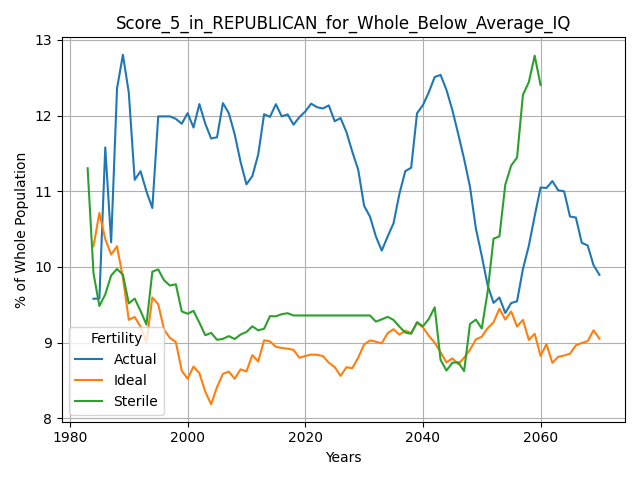 Score_5_in_REPUBLICAN_for_Whole_Below_Average_IQ
% of Whole Population
13
12
11
10
9
8
Fertility
Actual
Ideal
Sterile
1980
2000
2020
2040
2060
Years